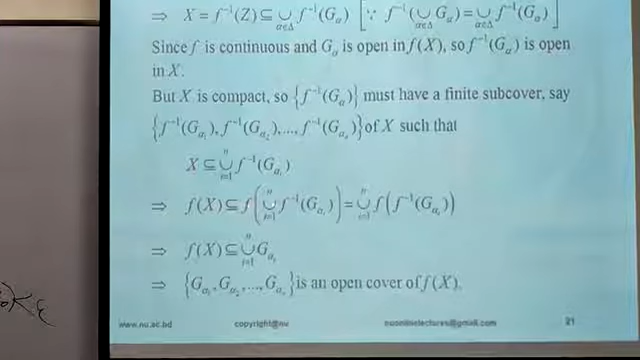 ⇒ X = f⁻¹(Z) ⊆ ∪_{α∈Δ} f⁻¹(G_α) [∵ f⁻¹(∪_{α∈Δ} G_α) = ∪_{α∈Δ} f⁻¹(G_α)]
Since f is continuous and G_α is open in f(X), so f⁻¹(G_α) is open
in X.
But X is compact, so {f⁻¹(G_α)} must have a finite subcover, say
{f⁻¹(G_{α₁}), f⁻¹(G_{α₂}), ..., f⁻¹(G_{αₙ})} of X such that
X ⊆ ∪_{i=1}^{n} f⁻¹(G_{αᵢ})
⇒ f(X) ⊆ f(∪_{i=1}^{n} f⁻¹(G_{αᵢ})) = ∪_{i=1}^{n} f(f⁻¹(G_{αᵢ}))
⇒ f(X) ⊆ ∪_{i=1}^{n} G_{αᵢ}
⇒ {G_{α₁}, G_{α₂}, ..., G_{αₙ}} is an open cover of f(X).
www.nu.ac.bd copyright@nu nuonlinelectures@gmail.com 21